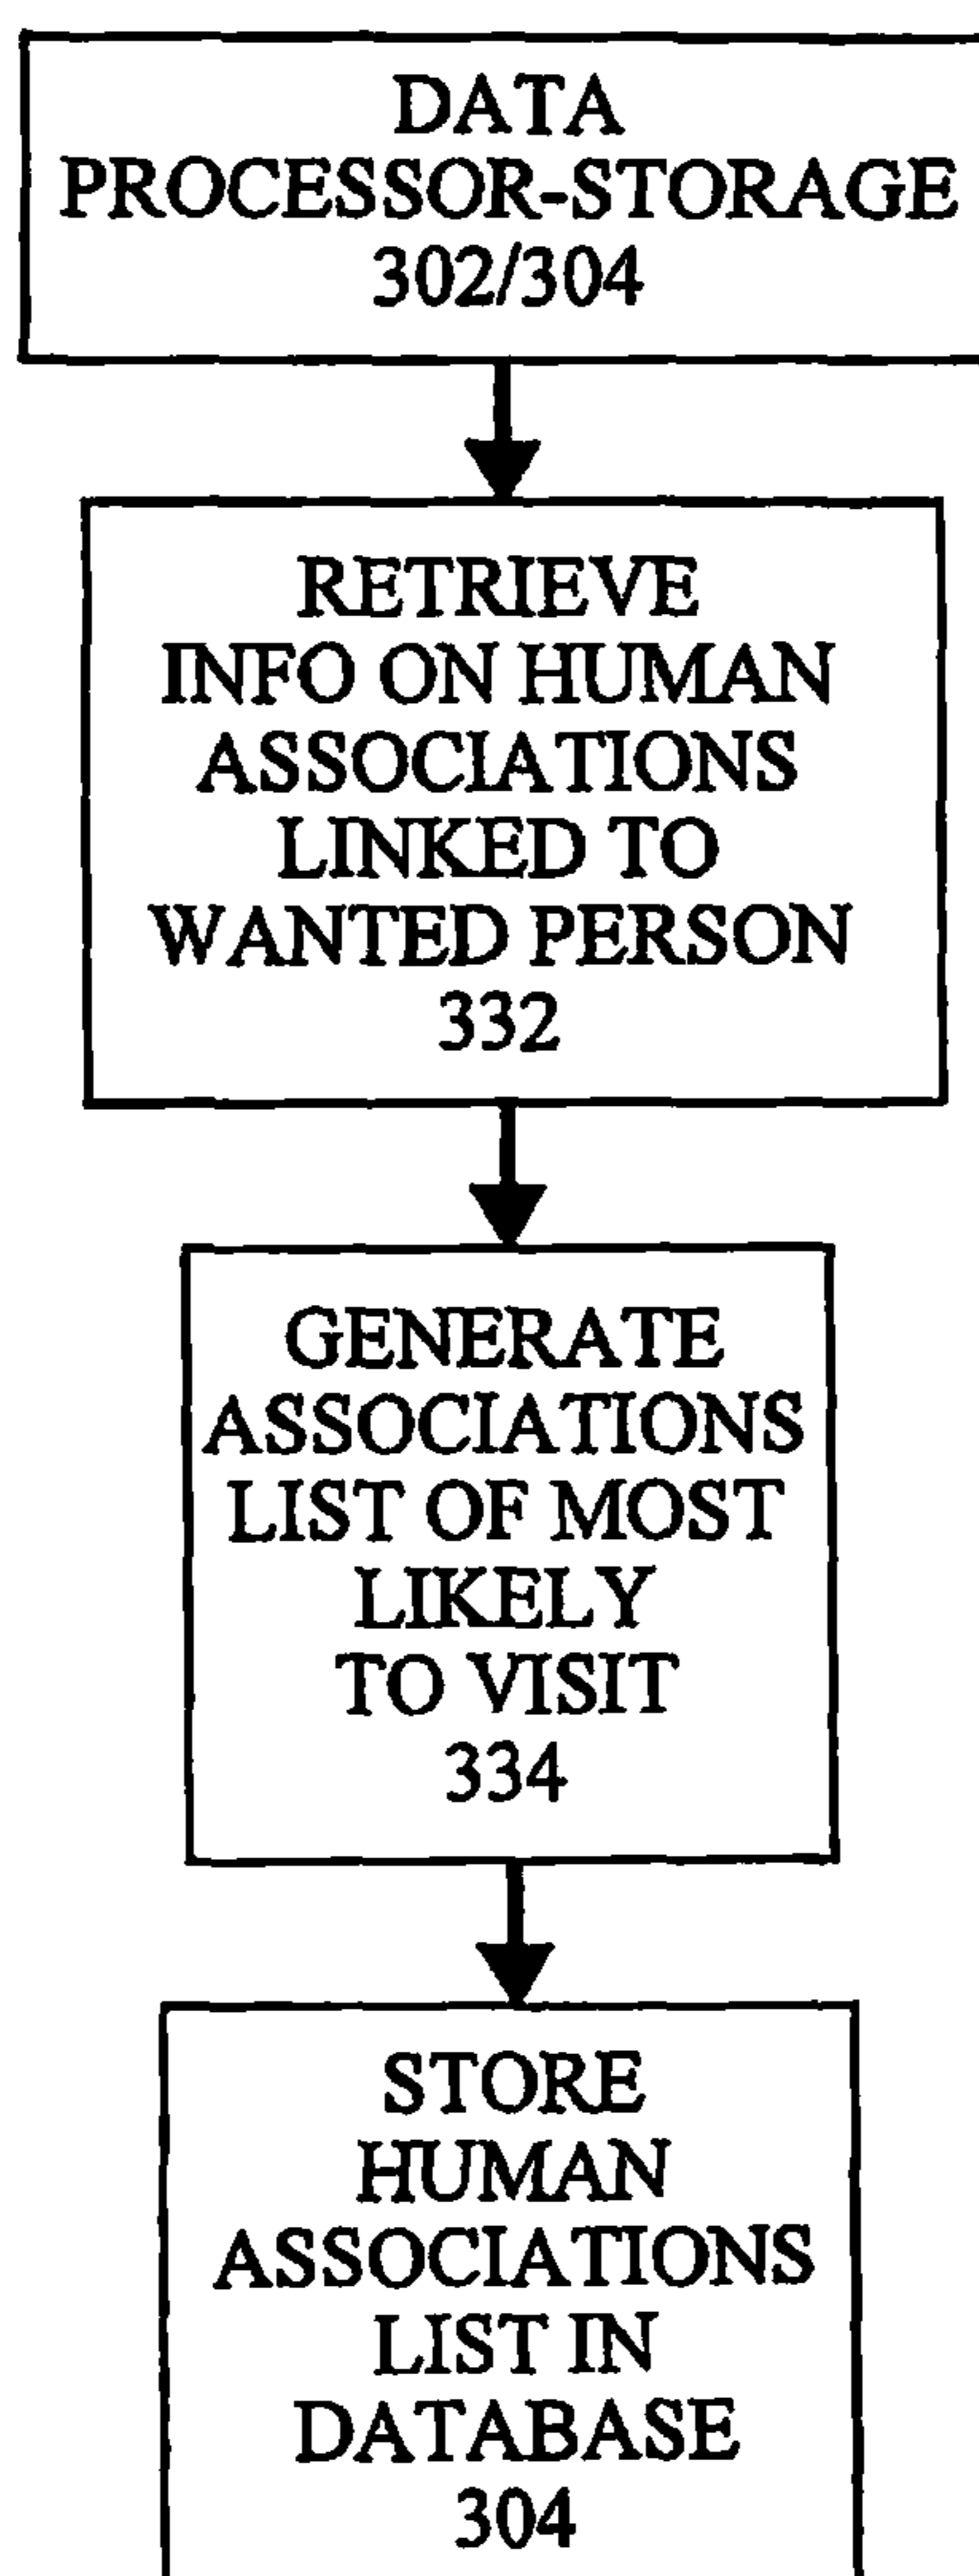 DATA
PROCESSOR-STORAGE
302/304
RETRIEVE
INFO ON HUMAN
ASSOCIATIONS
LINKED TO
WANTED PERSON
332
GENERATE
ASSOCIATIONS
LIST OF MOST
LIKELY
TO VISIT
334
STORE
HUMAN
ASSOCIATIONS
LIST IN
DATABASE
304